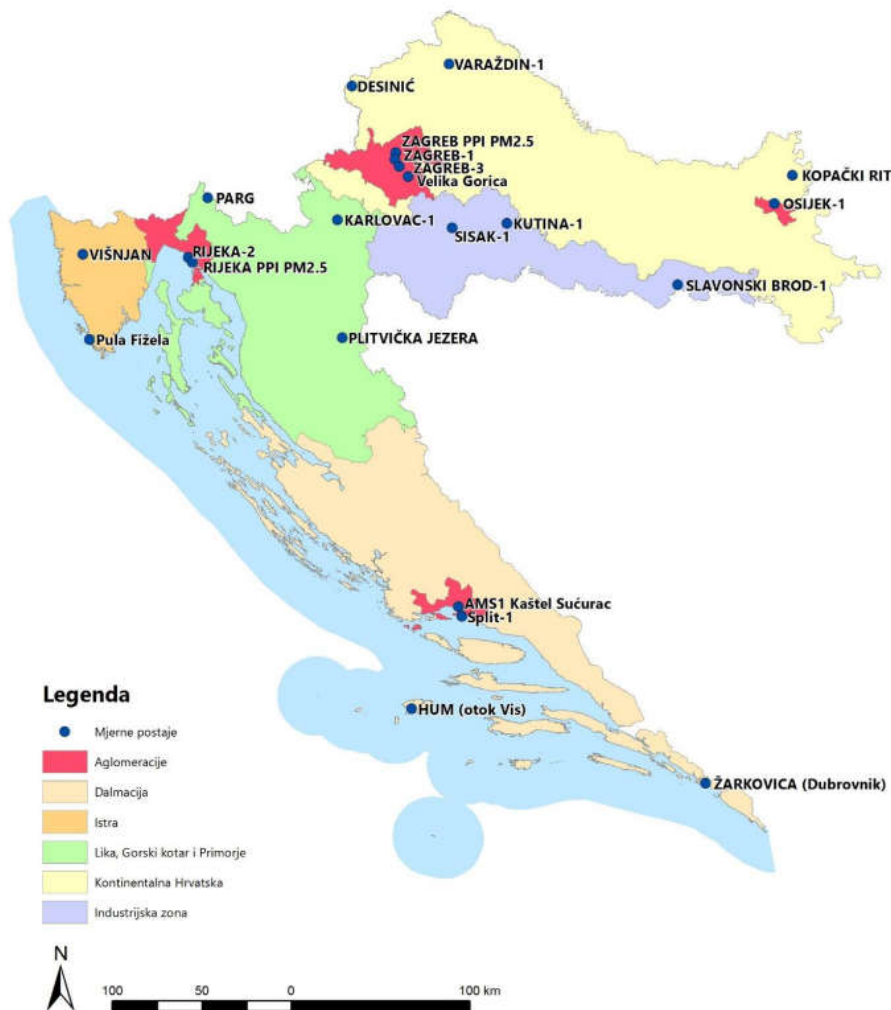 VARAŽDIN-1
DESINIĆ
ZAGREB PPI PM2.5
ZAGREB-1
ZAGREB-3
Velika Gorica
KOPAČKI RIT
OSIJEK-1
PARG
KARLOVAC-1
KUTINA-1
SISAK-1
VIŠNJAN
RIJEKA-2
RIJEKA PPI PM2.5
SLAVONSKI BROD-1
Pula Fižela
PLITVIČKA JEZERA
AMS1 Kaštel Sućurac
Split-1
HUM (otok Vis)
ŽARKOVICA (Dubrovnik)
Legenda
Mjerne postaje
Aglomeracije
Dalmacija
Istra
Lika, Gorski kotar i Primorje
Kontinentalna Hrvatska
Industrijska zona
N
100 50 0 100 km